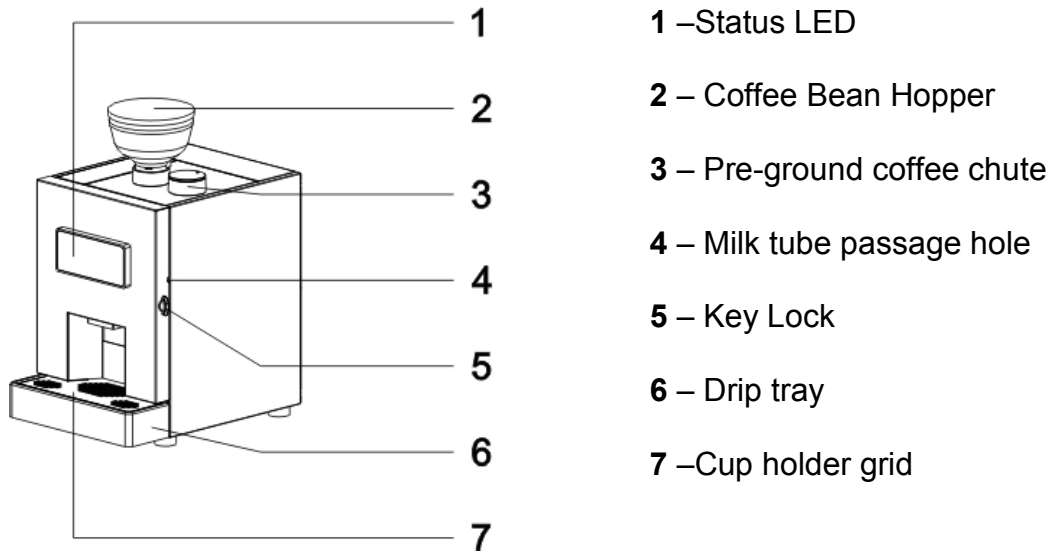 1
2
3
4
5
6
7
1 –Status LED
2 – Coffee Bean Hopper
3 – Pre-ground coffee chute
4 – Milk tube passage hole
5 – Key Lock
6 – Drip tray
7 –Cup holder grid